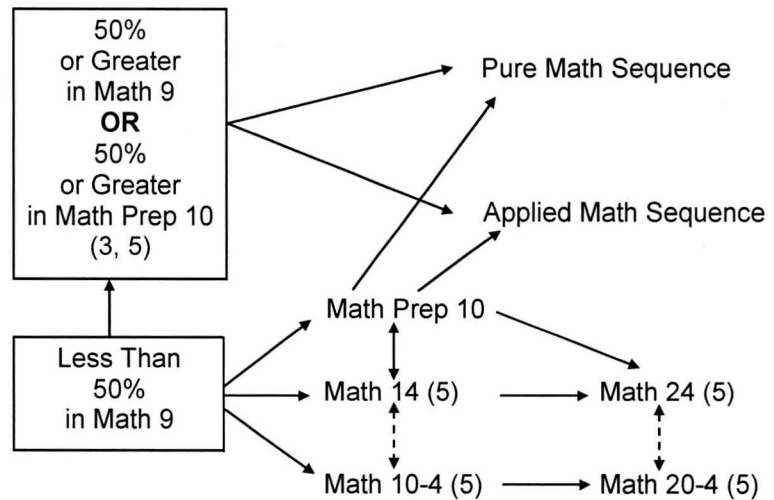 50%
or Greater
in Math 9
OR
50%
or Greater
in Math Prep 10
(3, 5)
Pure Math Sequence
Applied Math Sequence
Less Than
50%
in Math 9
Math Prep 10
Math 14 (5)
Math 24 (5)
Math 10-4 (5)
Math 20-4 (5)